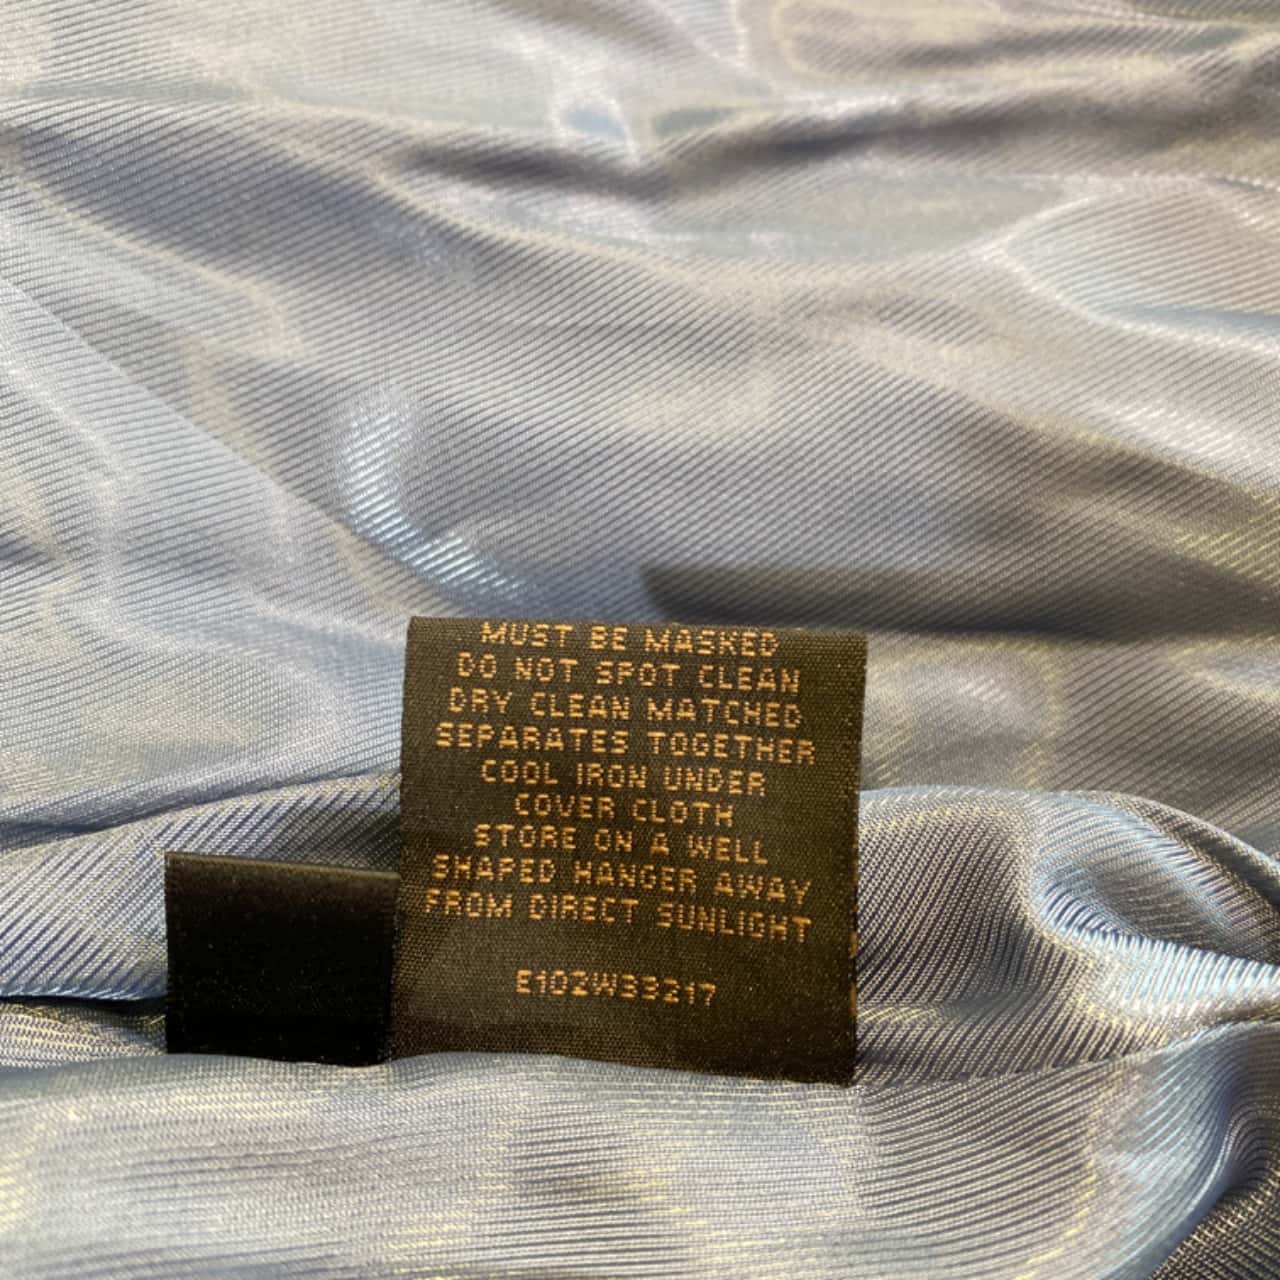 MUST BE MASKED
DO NOT SPOT CLEAN
DRY CLEAN MATCHED
SEPARATES TOGETHER
COOL IRON UNDER
COVER CLOTH
STORE ON A WELL
SHAPED HANGER AWAY
FROM DIRECT SUNLIGHT
E102W33217